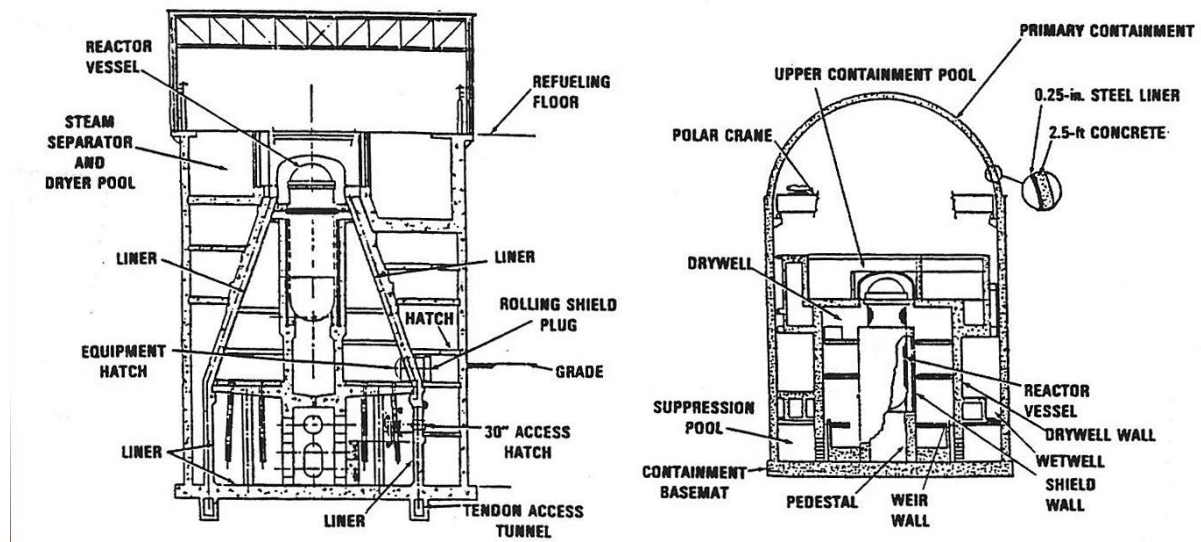 REACTOR
VESSEL
REFUELING
FLOOR
STEAM
SEPARATOR
AND
DRYER POOL
LINER
LINER
ROLLING SHIELD
PLUG
HATCH
EQUIPMENT
HATCH
GRADE
30" ACCESS
HATCH
LINER
LINER
TENDON ACCESS
TUNNEL
PRIMARY CONTAINMENT
UPPER CONTAINMENT POOL
0.25-in. STEEL LINER
POLAR CRANE
2.5-ft CONCRETE
DRYWELL
REACTOR
VESSEL
SUPPRESSION
POOL
DRYWELL WALL
WETWELL
CONTAINMENT
BASEMAT
SHIELD
WALL
PEDESTAL
WEIR
WALL